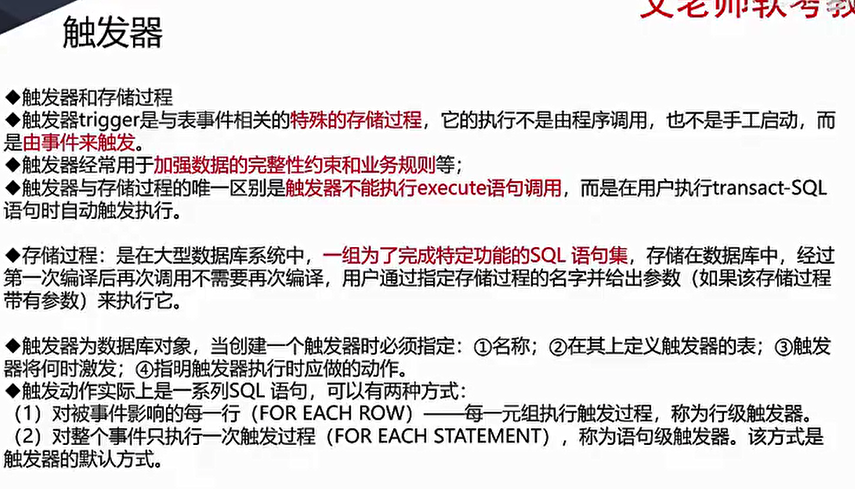 文老师软考教
触发器
◆触发器和存储过程
◆触发器trigger是与表事件相关的特殊的存储过程，它的执行不是由程序调用，也不是手工启动，而
是由事件来触发。
◆触发器经常用于加强数据的完整性约束和业务规则等；
◆触发器与存储过程的唯一区别是触发器不能执行execute语句调用，而是在用户执行transact-SQL
语句时自动触发执行。
◆存储过程：是在大型数据库系统中，一组为了完成特定功能的SQL 语句集，存储在数据库中，经过
第一次编译后再次调用不需要再次编译，用户通过指定存储过程的名字并给出参数（如果该存储过程
带有参数）来执行它。
◆触发器为数据库对象，当创建一个触发器时必须指定：①名称；②在其上定义触发器的表；③触发
器将何时激发；④指明触发器执行时应做的动作。
◆触发动作实际上是一系列SQL 语句，可以有两种方式：
（1）对被事件影响的每一行（FOR EACH ROW）——每一元组执行触发过程，称为行级触发器。
（2）对整个事件只执行一次触发过程（FOR EACH STATEMENT），称为语句级触发器。该方式是
触发器的默认方式。